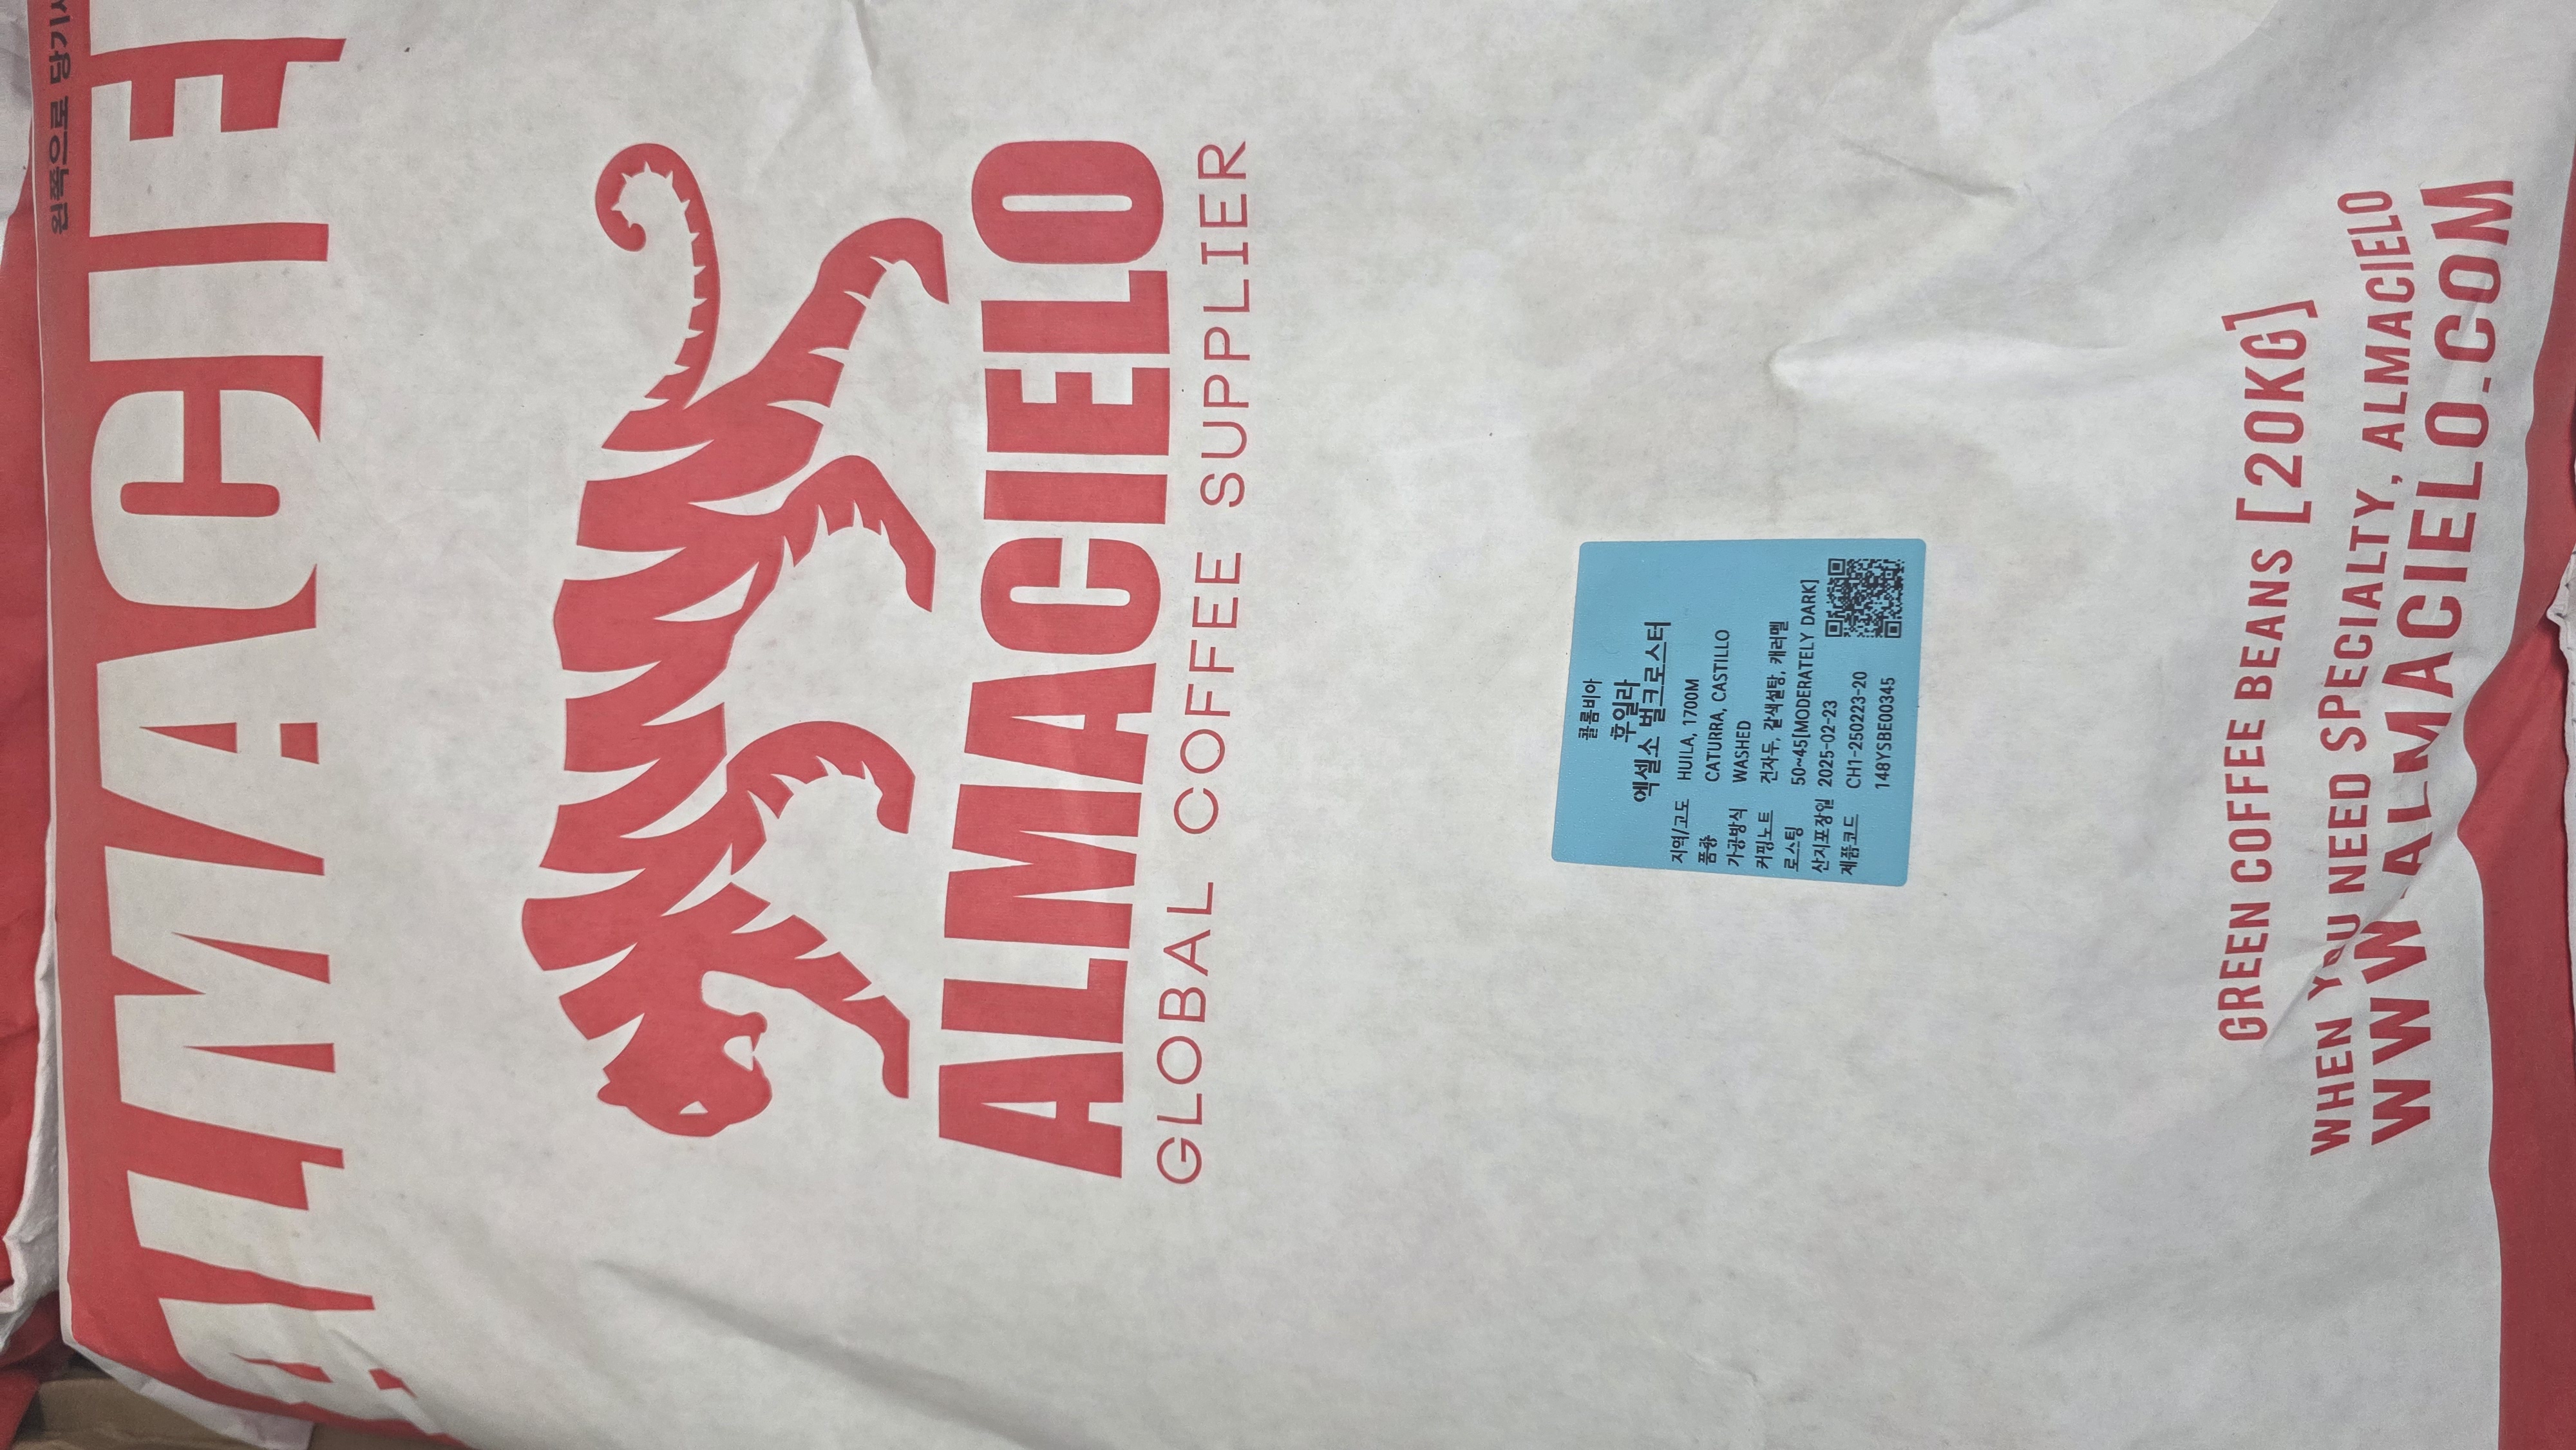 왼쪽으로 당기시
ALMACIE
ALMACIELO
GLOBAL COFFEE SUPPLIER
콜롬비아
후일라
엑셀소 벌크로스터
지역/고도 HUILA, 1700M
품종 CATURRA, CASTILLO
가공방식 WASHED
커핑노트 건자두, 갈색설탕, 캐러멜
로스팅 50~45[MODERATELY DARK]
산지포장일 2025-02-23
제품코드 CH1-250223-20
148YSBE00345
GREEN COFFEE BEANS [20KG]
WHEN YOU NEED SPECIALTY, ALMACIELO
WWW.ALMACIELO.COM